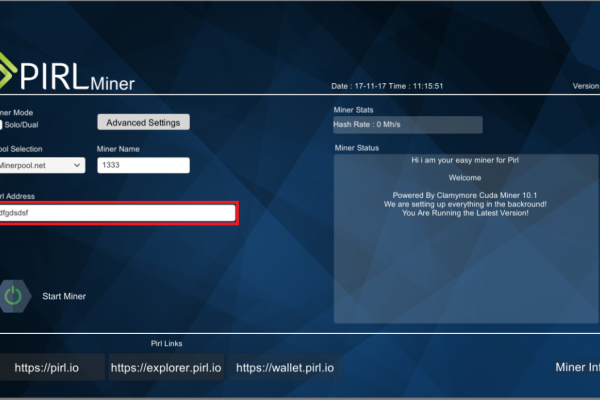 PIRL Miner
Date : 17-11-17 Time : 11:15:51
Version
ner Mode
Solo/Dual
Advanced Settings
ool Selection
Miner Name
Minerpool.net
1333
rl Address
dfgdsdsf
Start Miner
Miner Stats
Hash Rate : 0 Mh/s
Miner Status
Hi i am your easy miner for Pirl
Welcome
Powered By Clamymore Cuda Miner 10.1
We are setting up everything in the backround!
You Are Running the Latest Version!
Pirl Links
https://pirl.io
https://explorer.pirl.io
https://wallet.pirl.io
Miner Inf